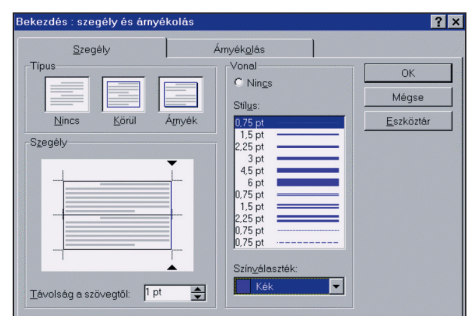 Bekezdés : szegély és árnyékolás
? ×
Szegély
Árnyékolás
Típus
Nincs
Körül
Árnyék
Szegély
Távolság a szövegtől:
1 pt
Vonal
Nincs
Stílus:
0,75 pt
1,5 pt
2,25 pt
3 pt
4,5 pt
6 pt
0,75 pt
1,5 pt
2,25 pt
0,75 pt
0,75 pt
Színválaszték:
Kék
OK
Mégse
Eszköztár